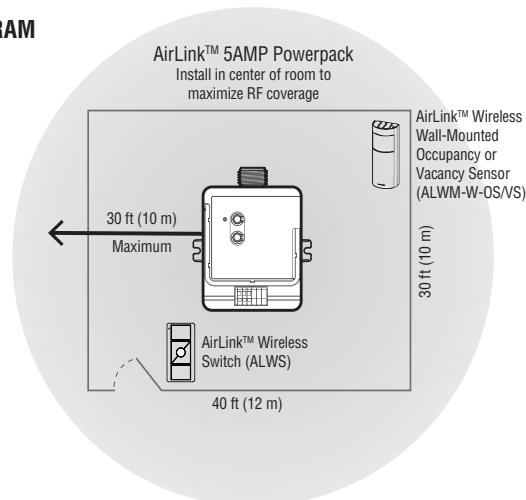 RAM
AirLink™ 5AMP Powerpack
Install in center of room to
maximize RF coverage
AirLink™ Wireless
Wall-Mounted
Occupancy or
Vacancy Sensor
(ALWM-W-OS/VS)
30 ft (10 m)
Maximum
30 ft (10 m)
AirLink™ Wireless
Switch (ALWS)
40 ft (12 m)